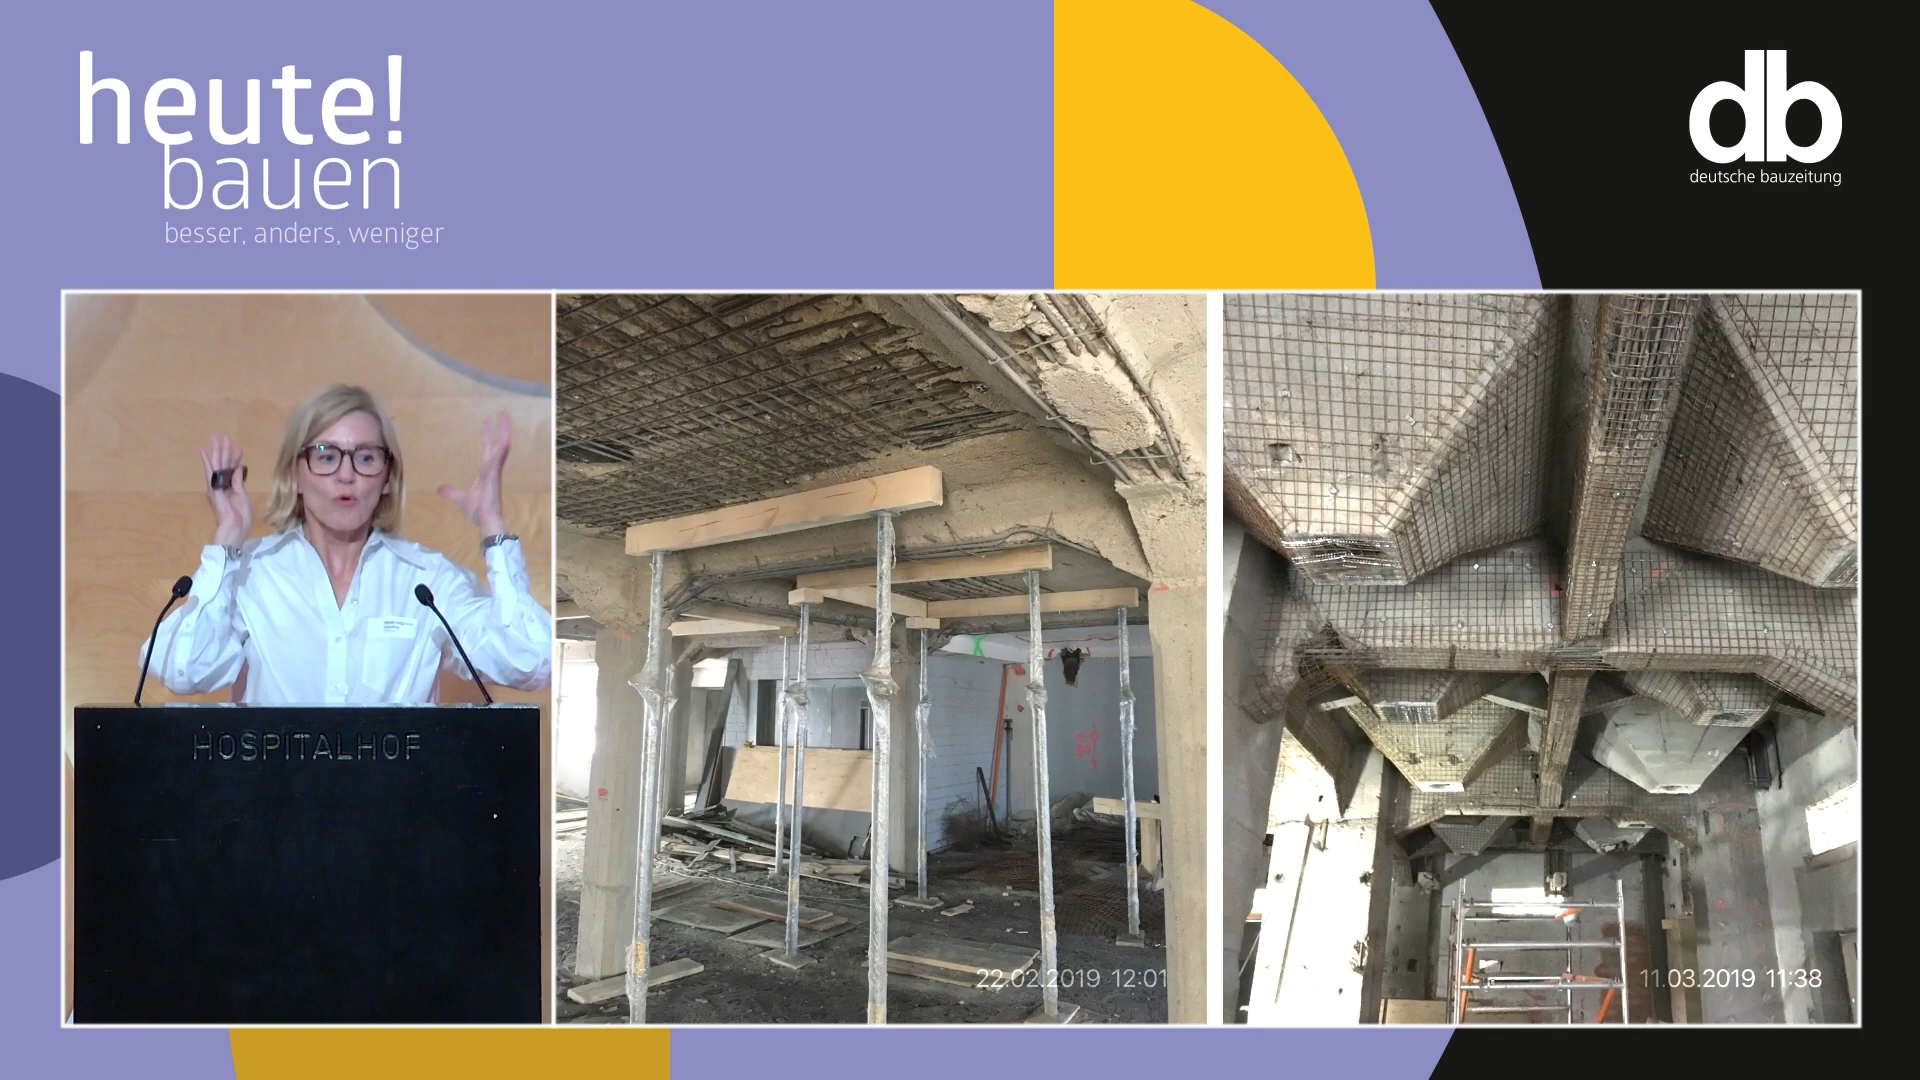 heute!
bauen
besser, anders, weniger
db
deutsche bauzeitung
HOSPITALHOF
22.02.2019 12:01
11.03.2019 11:38